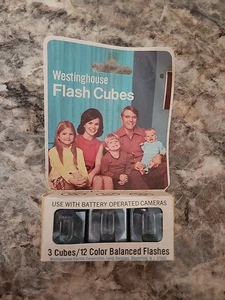 Westinghouse
Flash Cubes
USE WITH BATTERY OPERATED CAMERAS
3 Cubes/12 Color Balanced Flashes